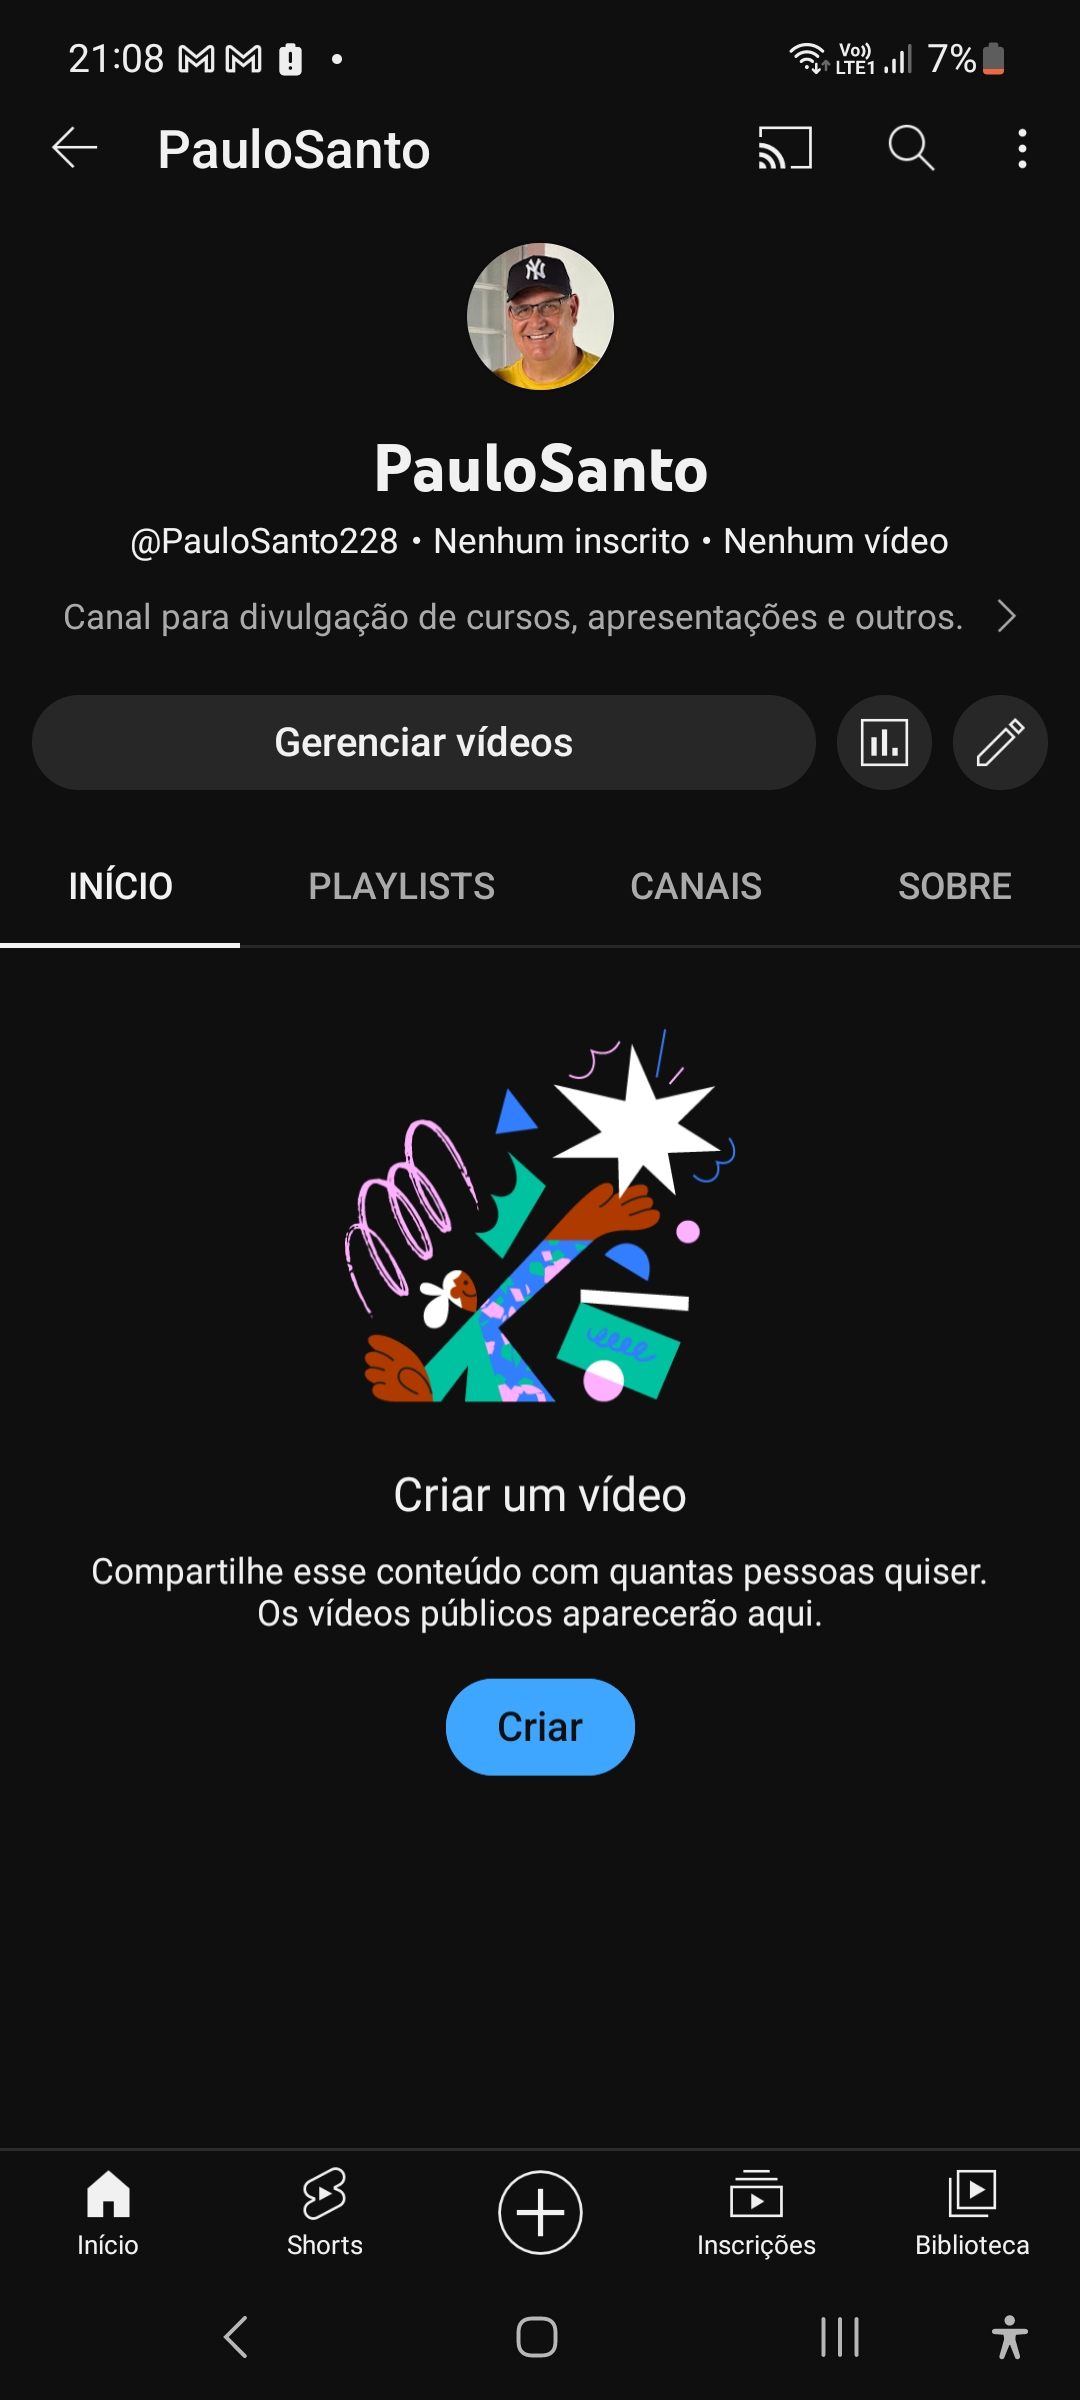 21:08 Vo)) LTE1 7%
PauloSanto
NY
PauloSanto
@PauloSanto228 • Nenhum inscrito • Nenhum vídeo
Canal para divulgação de cursos, apresentações e outros.
Gerenciar vídeos
INÍCIO PLAYLISTS CANAIS SOBRE
Criar um vídeo
Compartilhe esse conteúdo com quantas pessoas quiser.
Os vídeos públicos aparecerão aqui.
Criar
Início Shorts Inscrições Biblioteca